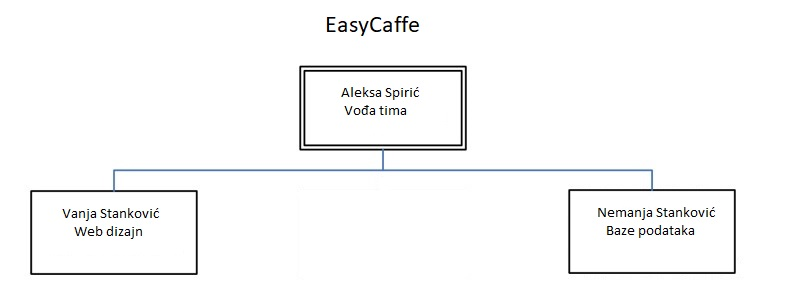 EasyCaffe
Aleksa Spirić
Vođa tima
Vanja Stanković
Web dizajn
Nemanja Stanković
Baze podataka